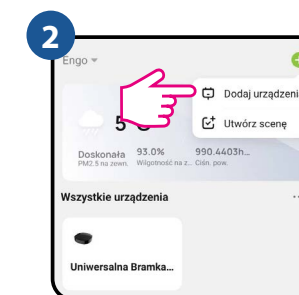 2
Engo
Dodaj urządzeni
Utwórz scenę
5
Doskonała 93.0% 990.4403h...
PM2.5 na zewn. Wilgotność na z... Ciśn. pow.
Wszystkie urządzenia
Uniwersalna Bramka...